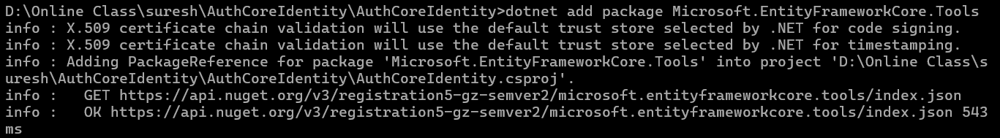 D:\Online Class\suresh\AuthCoreIdentity\AuthCoreIdentity>dotnet add package Microsoft.EntityFrameworkCore.Tools
info : X.509 certificate chain validation will use the default trust store selected by .NET for code signing.
info : X.509 certificate chain validation will use the default trust store selected by .NET for timestamping.
info : Adding PackageReference for package 'Microsoft.EntityFrameworkCore.Tools' into project 'D:\Online Class\s
uresh\AuthCoreIdentity\AuthCoreIdentity\AuthCoreIdentity.csproj'.
info :   GET https://api.nuget.org/v3/registration5-gz-semver2/microsoft.entityframeworkcore.tools/index.json
info :   OK https://api.nuget.org/v3/registration5-gz-semver2/microsoft.entityframeworkcore.tools/index.json 543
ms